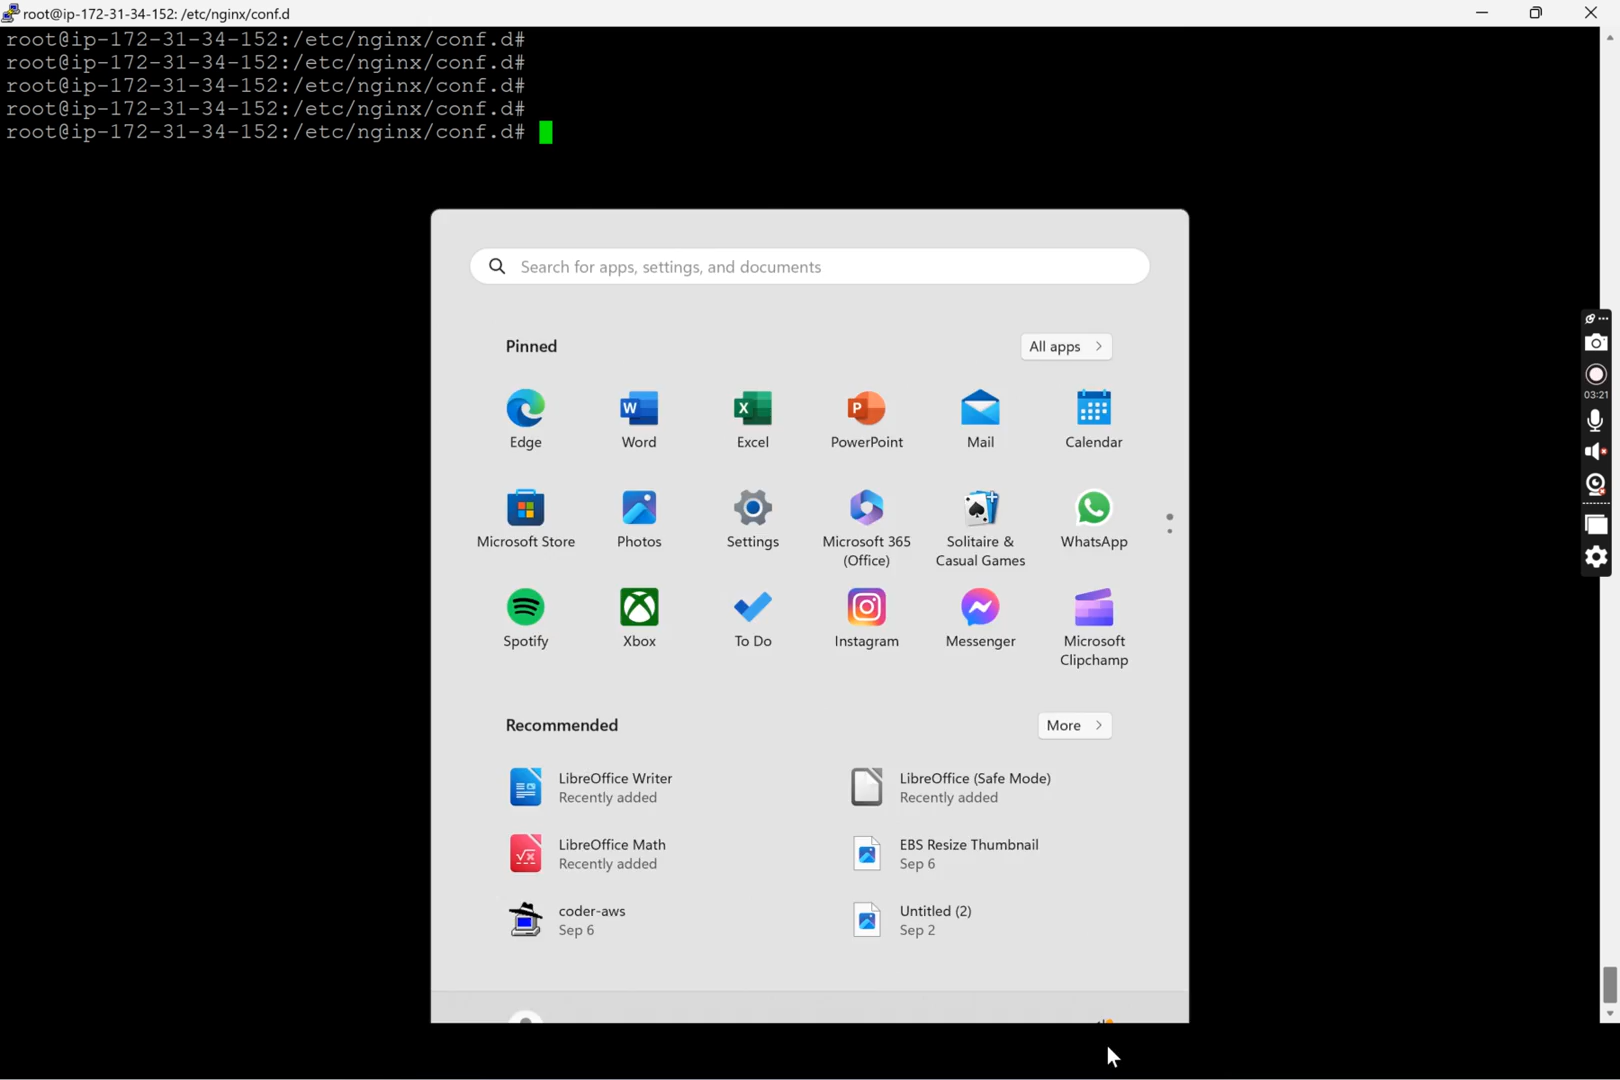 root@ip-172-31-34-152: /etc/nginx/conf.d
root@ip-172-31-34-152:/etc/nginx/conf.d#
root@ip-172-31-34-152:/etc/nginx/conf.d#
root@ip-172-31-34-152:/etc/nginx/conf.d#
root@ip-172-31-34-152:/etc/nginx/conf.d#
root@ip-172-31-34-152:/etc/nginx/conf.d#
Search for apps, settings, and documents
Pinned
All apps
Edge
Word
Excel
PowerPoint
Mail
Calendar
Microsoft Store
Photos
Settings
Microsoft 365
(Office)
Solitaire &
Casual Games
WhatsApp
Spotify
Xbox
To Do
Instagram
Messenger
Microsoft
Clipchamp
Recommended
More
LibreOffice Writer
Recently added
LibreOffice (Safe Mode)
Recently added
LibreOffice Math
Recently added
EBS Resize Thumbnail
Sep 6
coder-aws
Sep 6
Untitled (2)
Sep 2
03:21